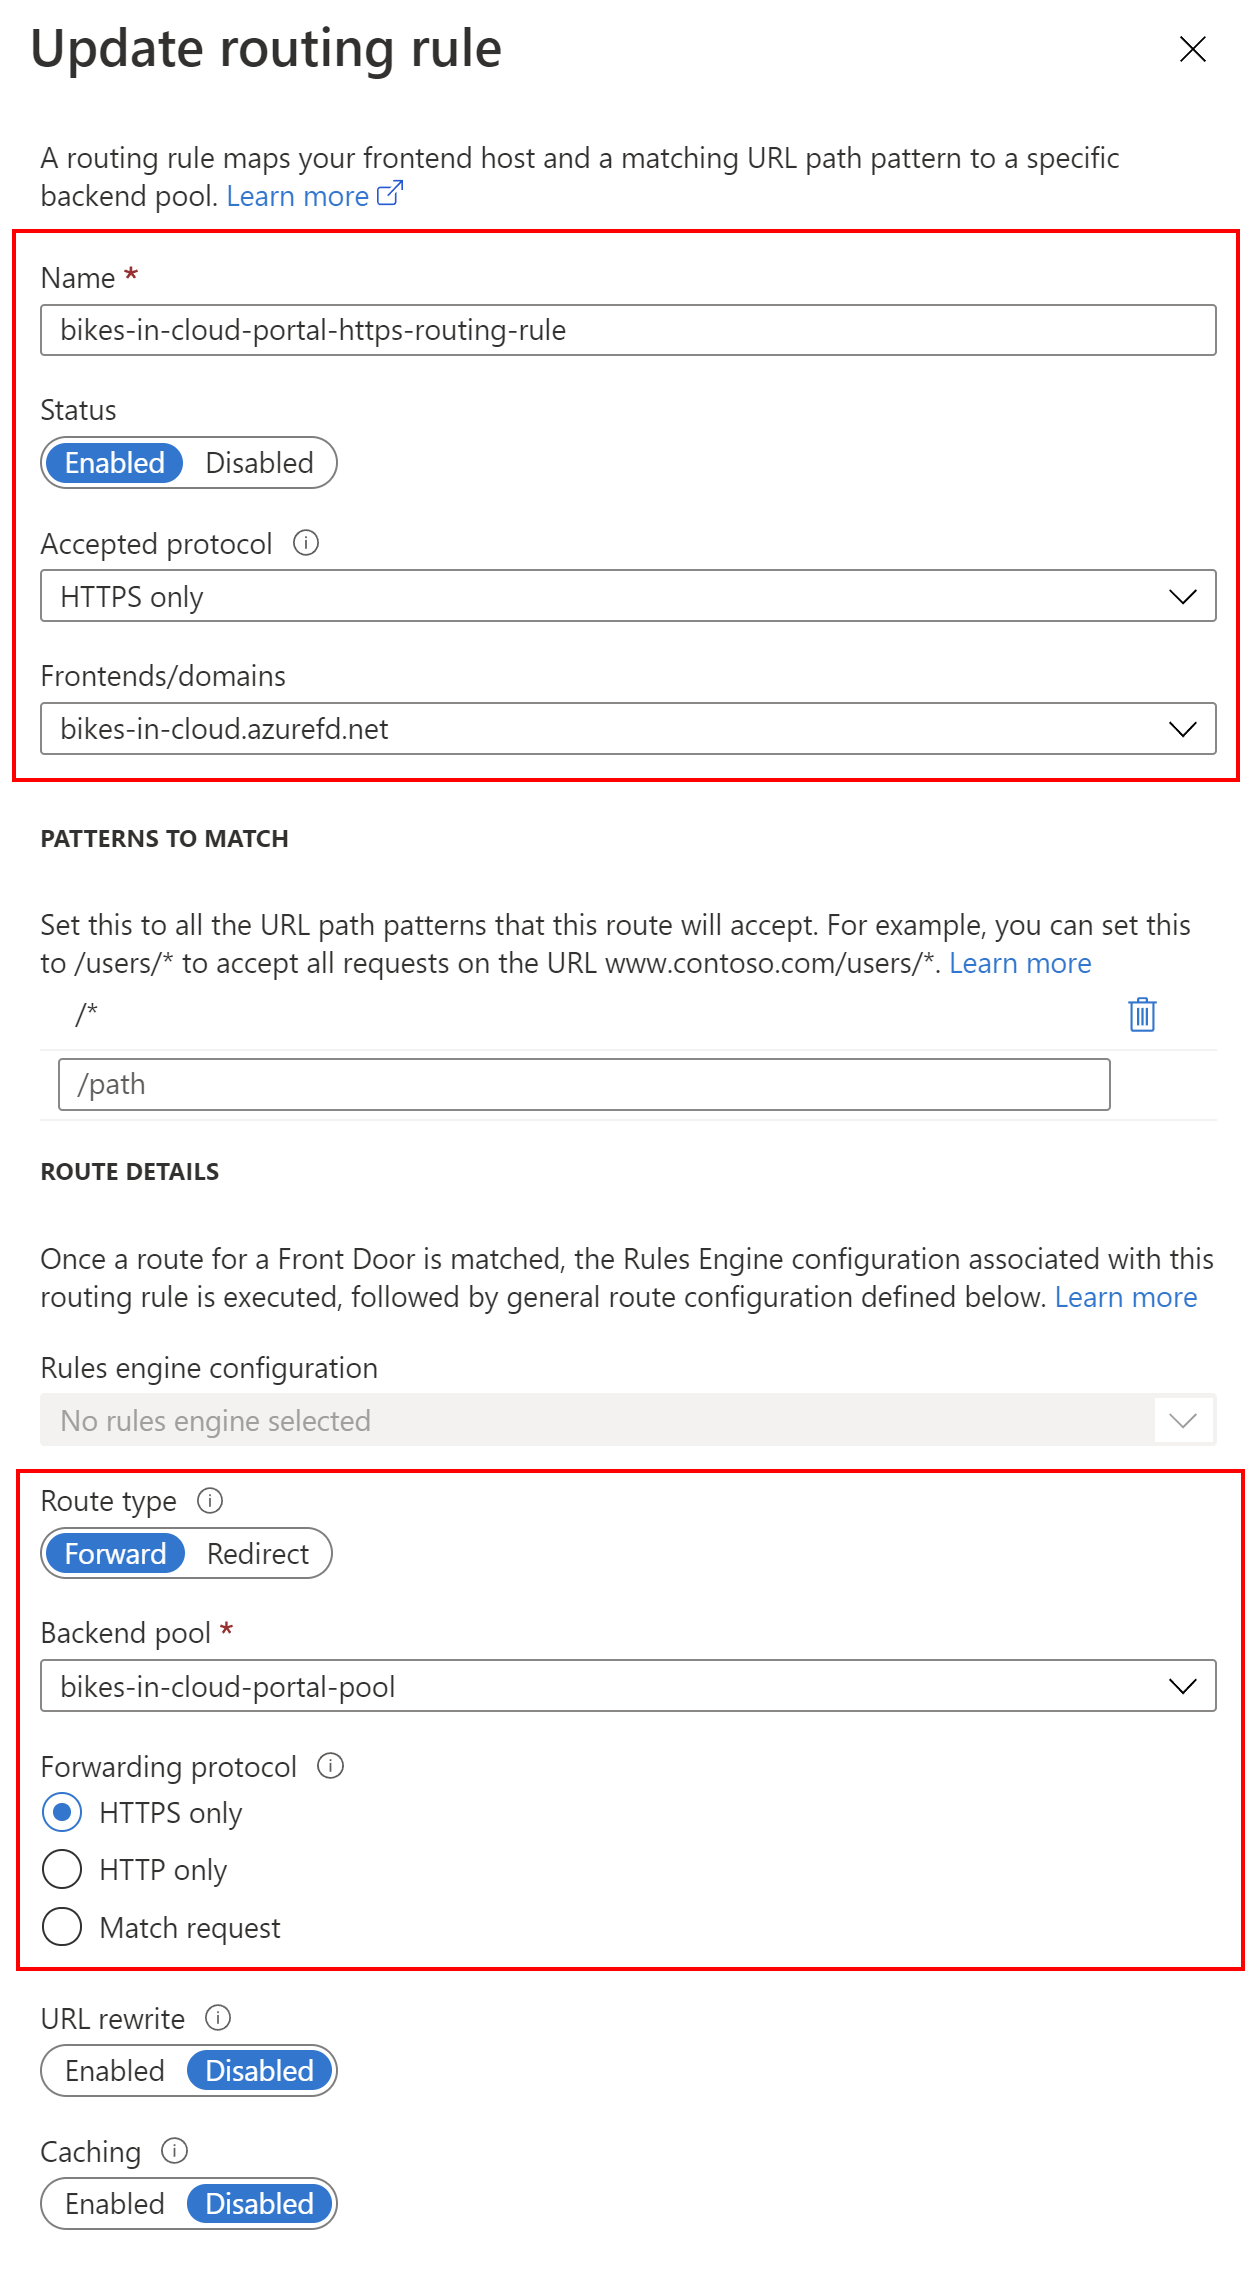 Update routing rule
A routing rule maps your frontend host and a matching URL path pattern to a specific
backend pool. Learn more
Name *
bikes-in-cloud-portal-https-routing-rule
Status
Enabled Disabled
Accepted protocol
HTTPS only
Frontends/domains
bikes-in-cloud.azurefd.net
PATTERNS TO MATCH
Set this to all the URL path patterns that this route will accept. For example, you can set this
to /users/* to accept all requests on the URL www.contoso.com/users/*. Learn more
/*
/path
ROUTE DETAILS
Once a route for a Front Door is matched, the Rules Engine configuration associated with this
routing rule is executed, followed by general route configuration defined below. Learn more
Rules engine configuration
No rules engine selected
Route type
Forward Redirect
Backend pool *
bikes-in-cloud-portal-pool
Forwarding protocol
HTTPS only
HTTP only
Match request
URL rewrite
Enabled Disabled
Caching
Enabled Disabled